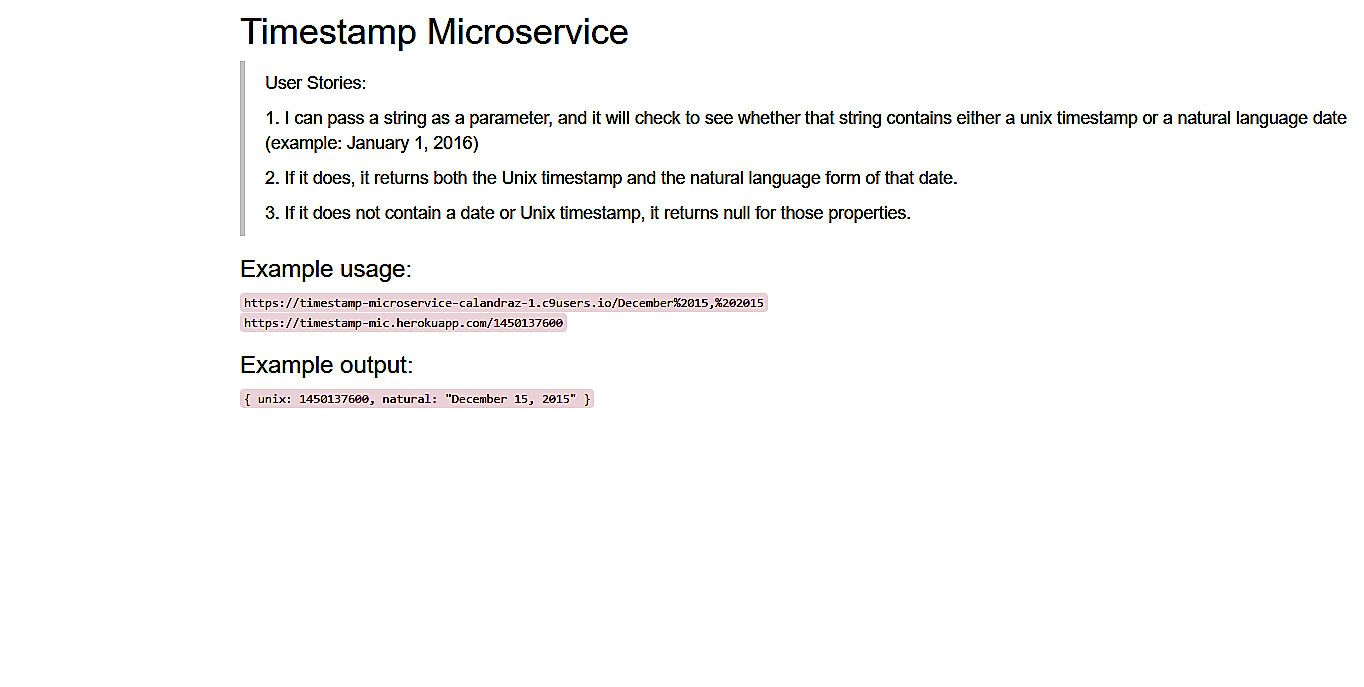 Timestamp Microservice
User Stories:
1. I can pass a string as a parameter, and it will check to see whether that string contains either a unix timestamp or a natural language date
(example: January 1, 2016)
2. If it does, it returns both the Unix timestamp and the natural language form of that date.
3. If it does not contain a date or Unix timestamp, it returns null for those properties.
Example usage:
https://timestamp-microservice-calandraz-1.c9users.io/December%2015,%202015
https://timestamp-mic.herokuapp.com/1450137600
Example output:
{ unix: 1450137600, natural: "December 15, 2015" }